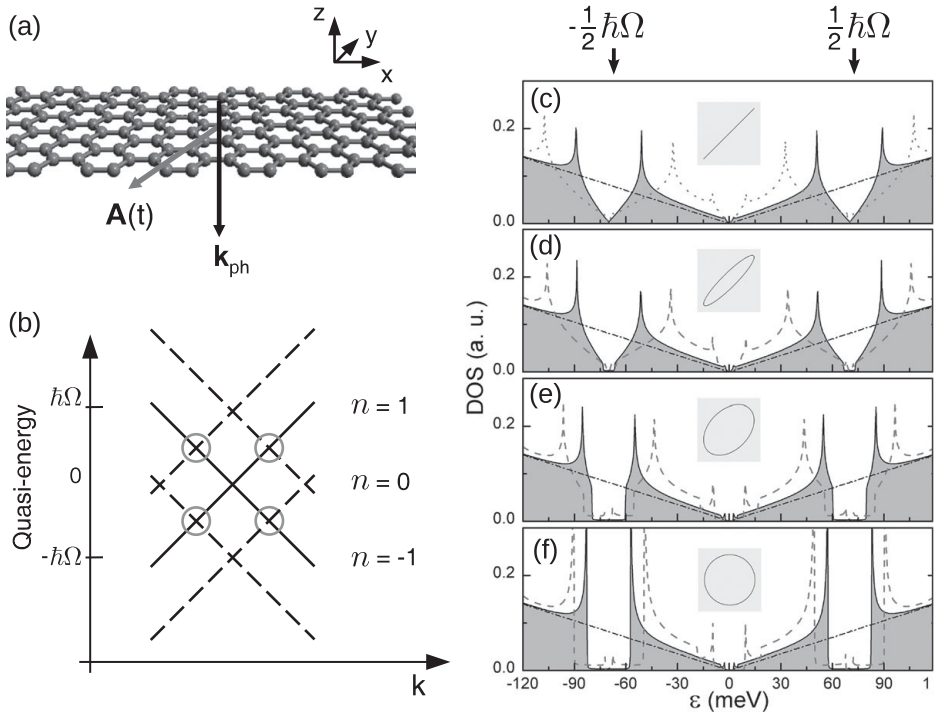 (a)
z
y
x
A(t)
k_ph
(b)
Quasi-energy
ħΩ
0
-ħΩ
n = 1
n = 0
n = -1
k
-½ħΩ
½ħΩ
DOS (a. u.)
(c)
0.2
0.0
(d)
0.2
0.0
(e)
0.2
0.0
(f)
0.2
0.0
-120 -90 -60 -30 0 30 60 90 1
ε (meV)